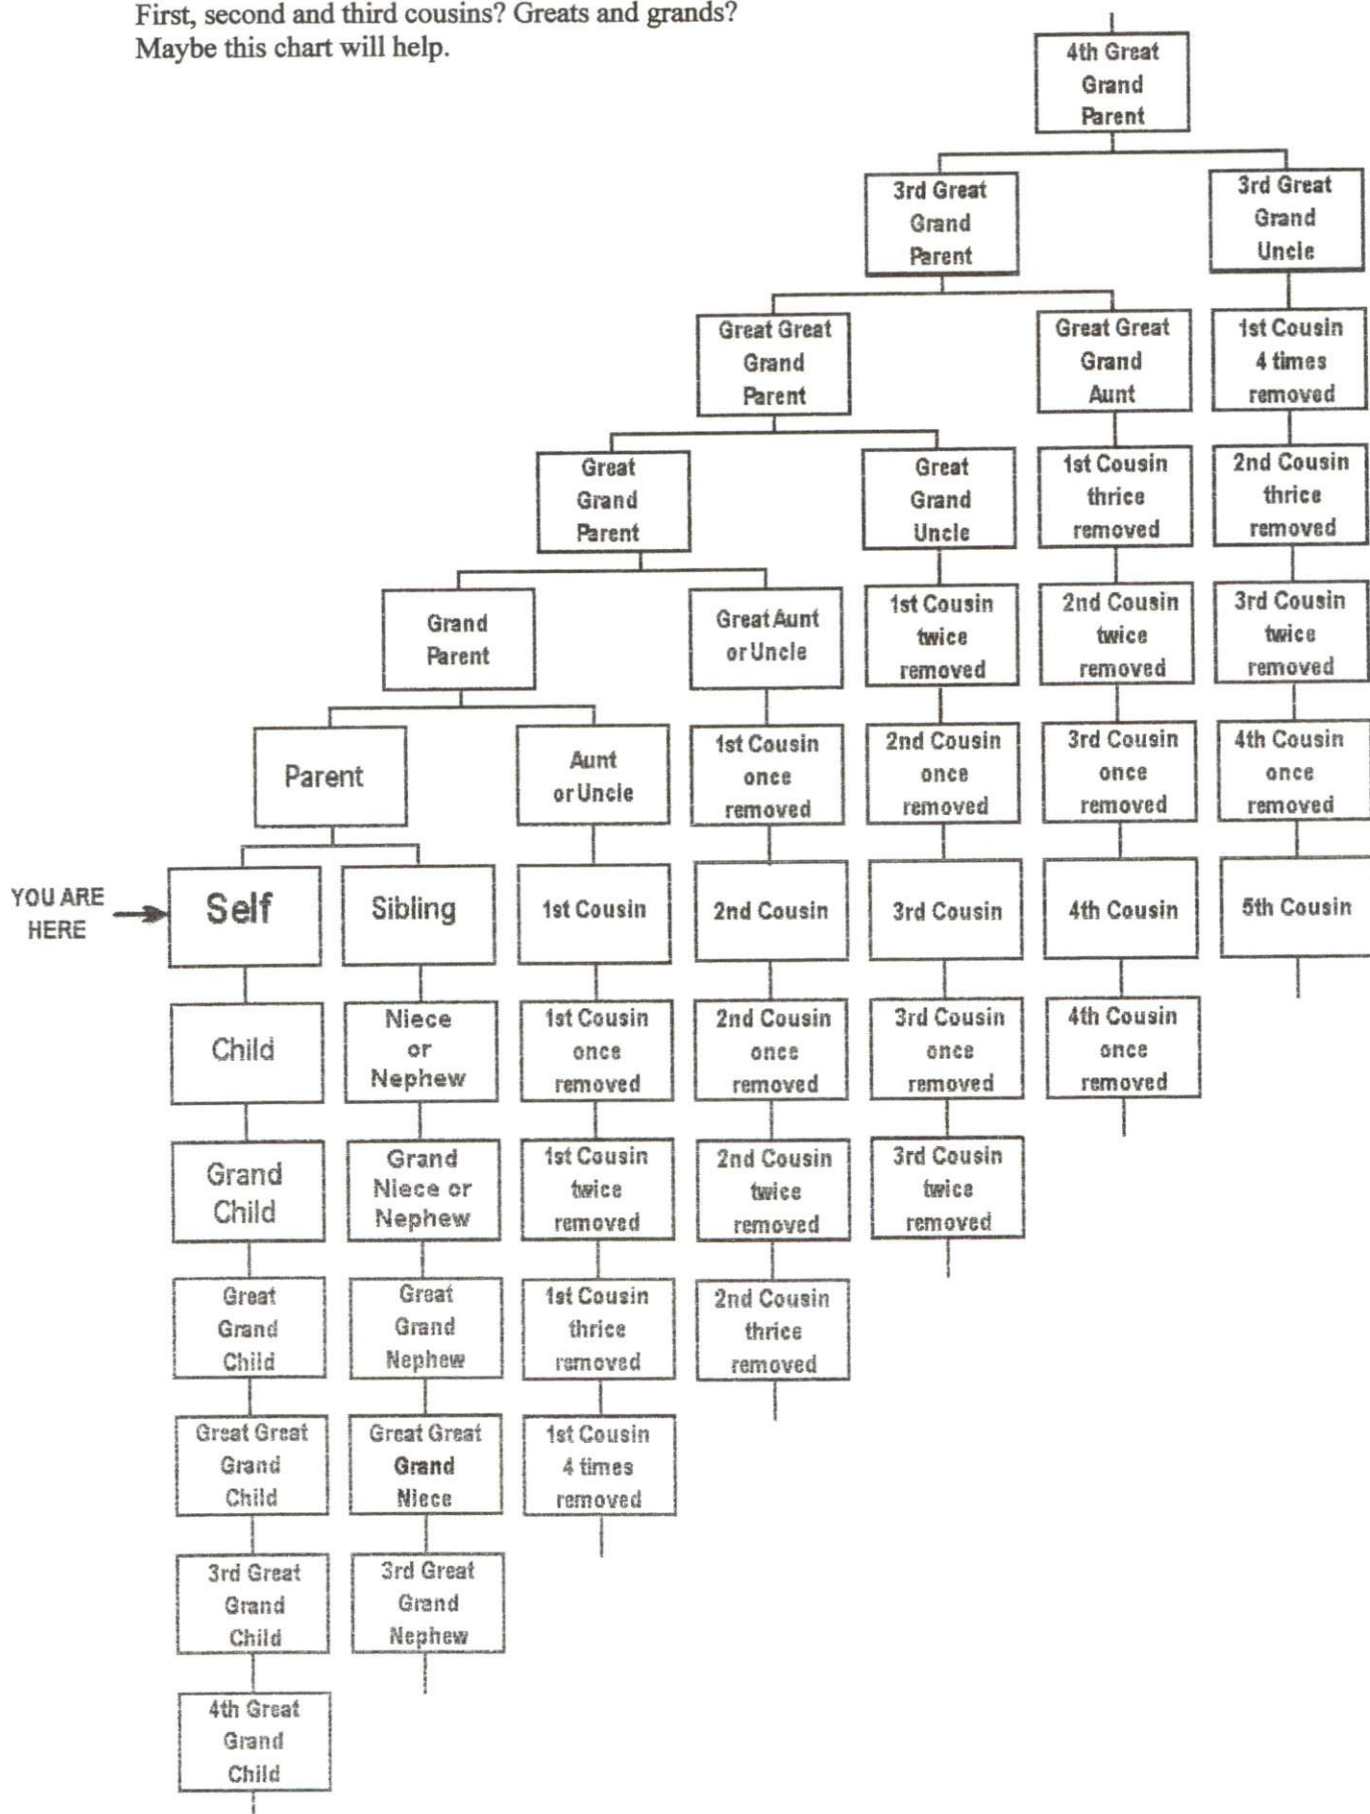 First, second and third cousins? Greats and grands?
Maybe this chart will help.
4th Great
Grand
Parent
3rd Great
Grand
Parent
3rd Great
Grand
Uncle
Great Great
Grand
Parent
Great Great
Grand
Aunt
1st Cousin
4 times
removed
Great
Grand
Parent
Great
Grand
Uncle
1st Cousin
thrice
removed
2nd Cousin
thrice
removed
Grand
Parent
Great Aunt
or Uncle
1st Cousin
twice
removed
2nd Cousin
twice
removed
3rd Cousin
twice
removed
Parent
Aunt
or Uncle
1st Cousin
once
removed
2nd Cousin
once
removed
3rd Cousin
once
removed
4th Cousin
once
removed
YOU ARE
HERE
Self
Sibling
1st Cousin
2nd Cousin
3rd Cousin
4th Cousin
5th Cousin
Child
Niece
or
Nephew
1st Cousin
once
removed
2nd Cousin
once
removed
3rd Cousin
once
removed
4th Cousin
once
removed
Grand
Child
Grand
Niece or
Nephew
1st Cousin
twice
removed
2nd Cousin
twice
removed
3rd Cousin
twice
removed
Great
Grand
Child
Great
Grand
Nephew
1st Cousin
thrice
removed
2nd Cousin
thrice
removed
Great Great
Grand
Child
Great Great
Grand
Niece
1st Cousin
4 times
removed
3rd Great
Grand
Child
3rd Great
Grand
Nephew
4th Great
Grand
Child